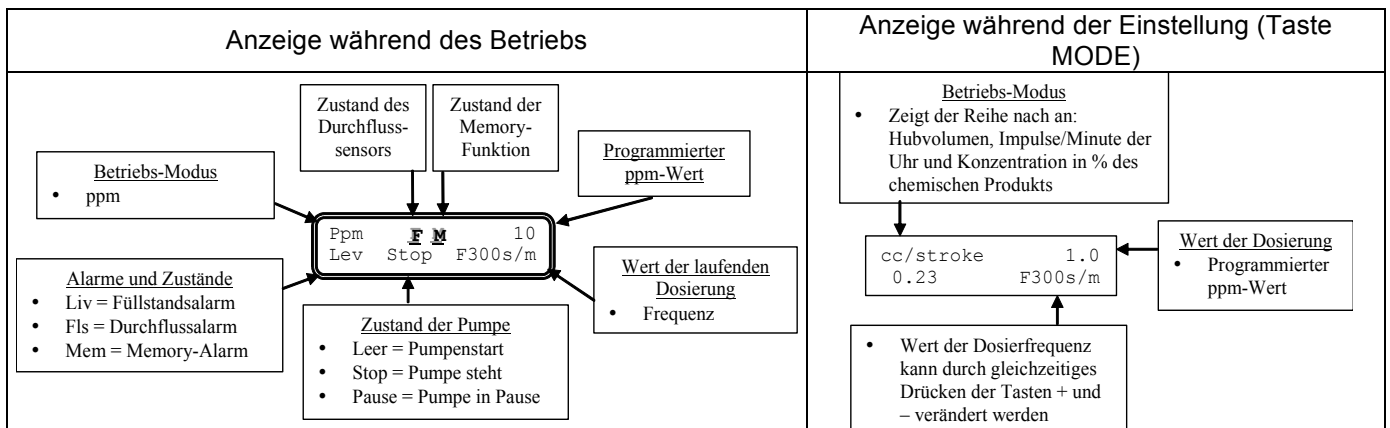 Anzeige während des Betriebs
Anzeige während der Einstellung (Taste
MODE)
Zustand des
Durchfluss-
sensors
Zustand der
Memory-
Funktion
Programmierter
ppm-Wert
Betriebs-Modus
• ppm
Ppm F M 10
Lev Stop F300s/m
Alarme und Zustände
• Liv = Füllstandsalarm
• Fls = Durchflussalarm
• Mem = Memory-Alarm
Zustand der Pumpe
• Leer = Pumpenstart
• Stop = Pumpe steht
• Pause = Pumpe in Pause
Wert der laufenden
Dosierung
• Frequenz
Betriebs-Modus
• Zeigt der Reihe nach an:
Hubvolumen, Impulse/Minute der
Uhr und Konzentration in % des
chemischen Produkts
cc/stroke 1.0
0.23 F300s/m
Wert der Dosierung
• Programmierter
ppm-Wert
• Wert der Dosierfrequenz
kann durch gleichzeitiges
Drücken der Tasten + und
– verändert werden